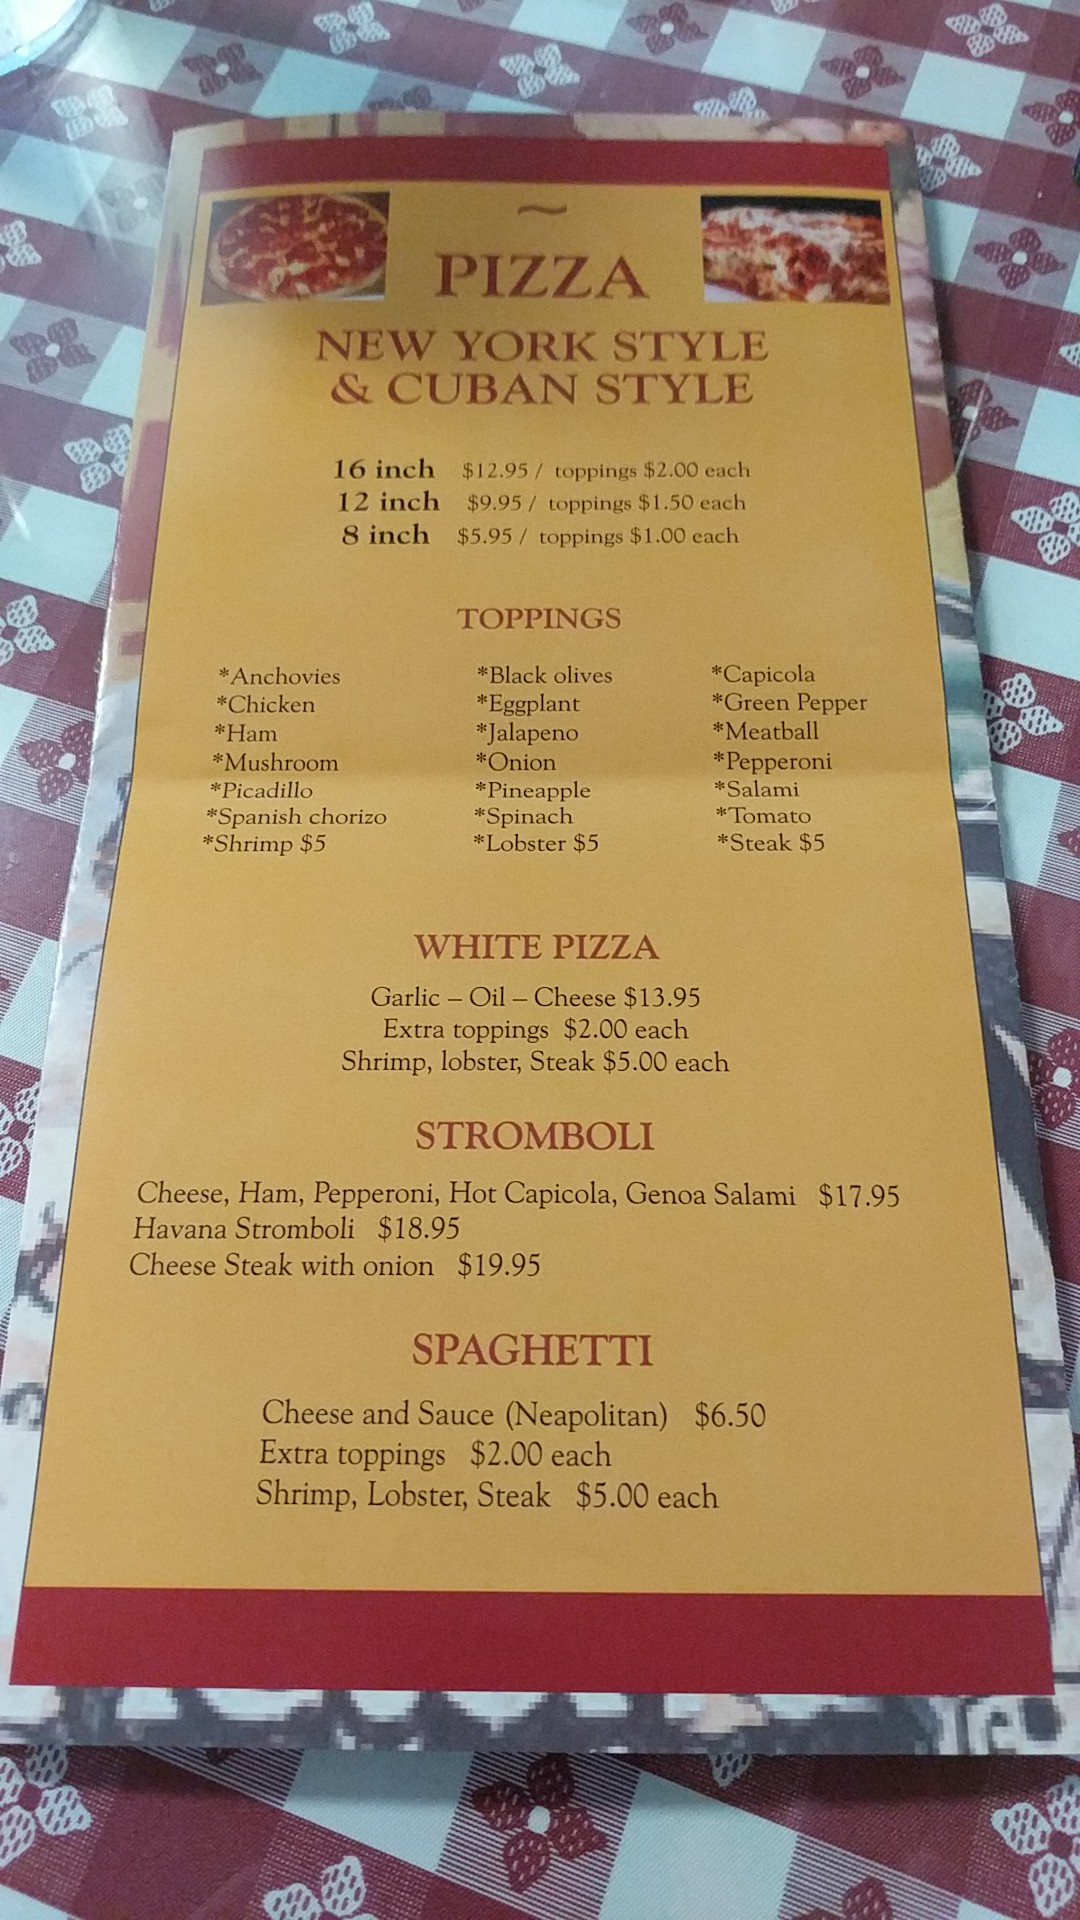 ~
PIZZA
NEW YORK STYLE
& CUBAN STYLE
16 inch $12.95 / toppings $2.00 each
12 inch $9.95 / toppings $1.50 each
8 inch $5.95 / toppings $1.00 each
TOPPINGS
*Anchovies *Black olives *Capicola
*Chicken *Eggplant *Green Pepper
*Ham *Jalapeno *Meatball
*Mushroom *Onion *Pepperoni
*Picadillo *Pineapple *Salami
*Spanish chorizo *Spinach *Tomato
*Shrimp $5 *Lobster $5 *Steak $5
WHITE PIZZA
Garlic – Oil – Cheese $13.95
Extra toppings $2.00 each
Shrimp, lobster, Steak $5.00 each
STROMBOLI
Cheese, Ham, Pepperoni, Hot Capicola, Genoa Salami $17.95
Havana Stromboli $18.95
Cheese Steak with onion $19.95
SPAGHETTI
Cheese and Sauce (Neapolitan) $6.50
Extra toppings $2.00 each
Shrimp, Lobster, Steak $5.00 each